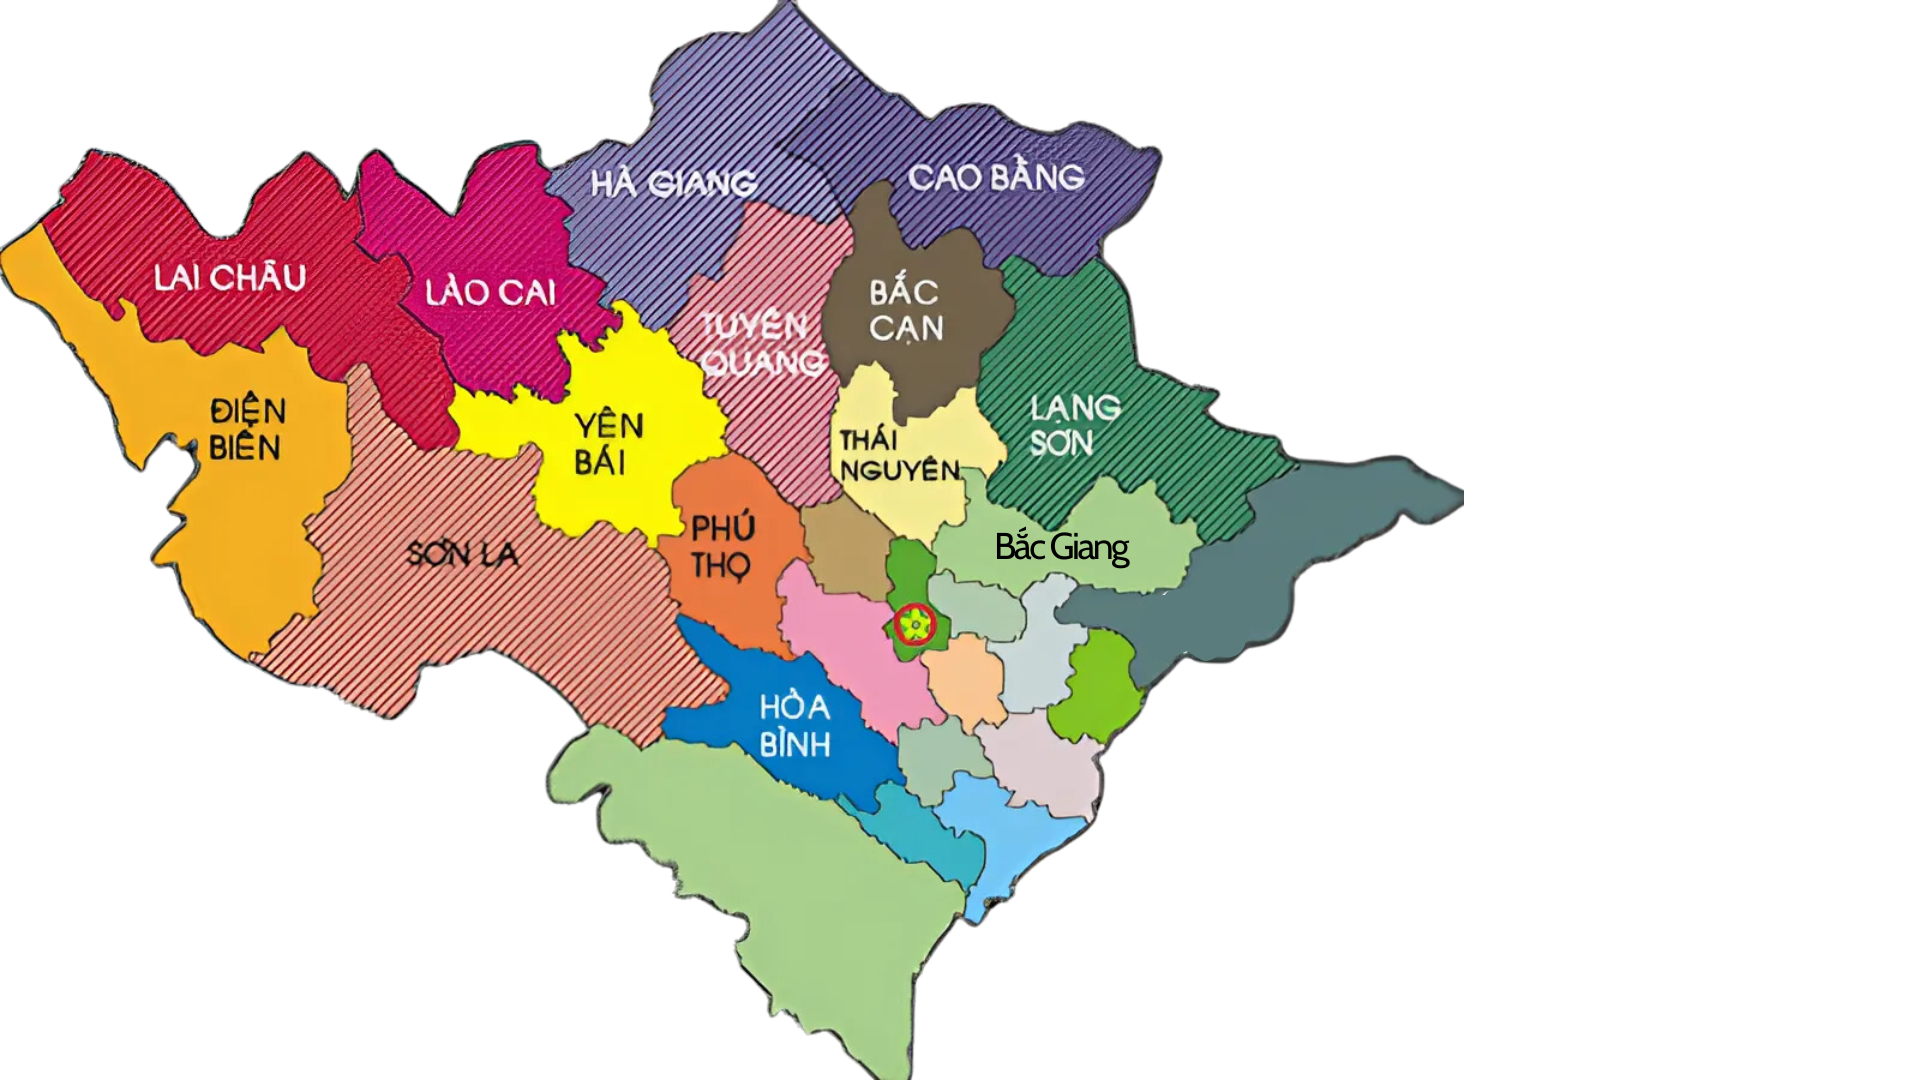 HÀ GIANG
CAO BẰNG
LAI CHÂU
LÀO CAI
BẮC
CẠN
TUYÊN
QUANG
ĐIỆN
BIÊN
YÊN
BÁI
THÁI
NGUYÊN
LẠNG
SƠN
SƠN LA
PHÚ
THỌ
Bắc Giang
HÒA
BÌNH